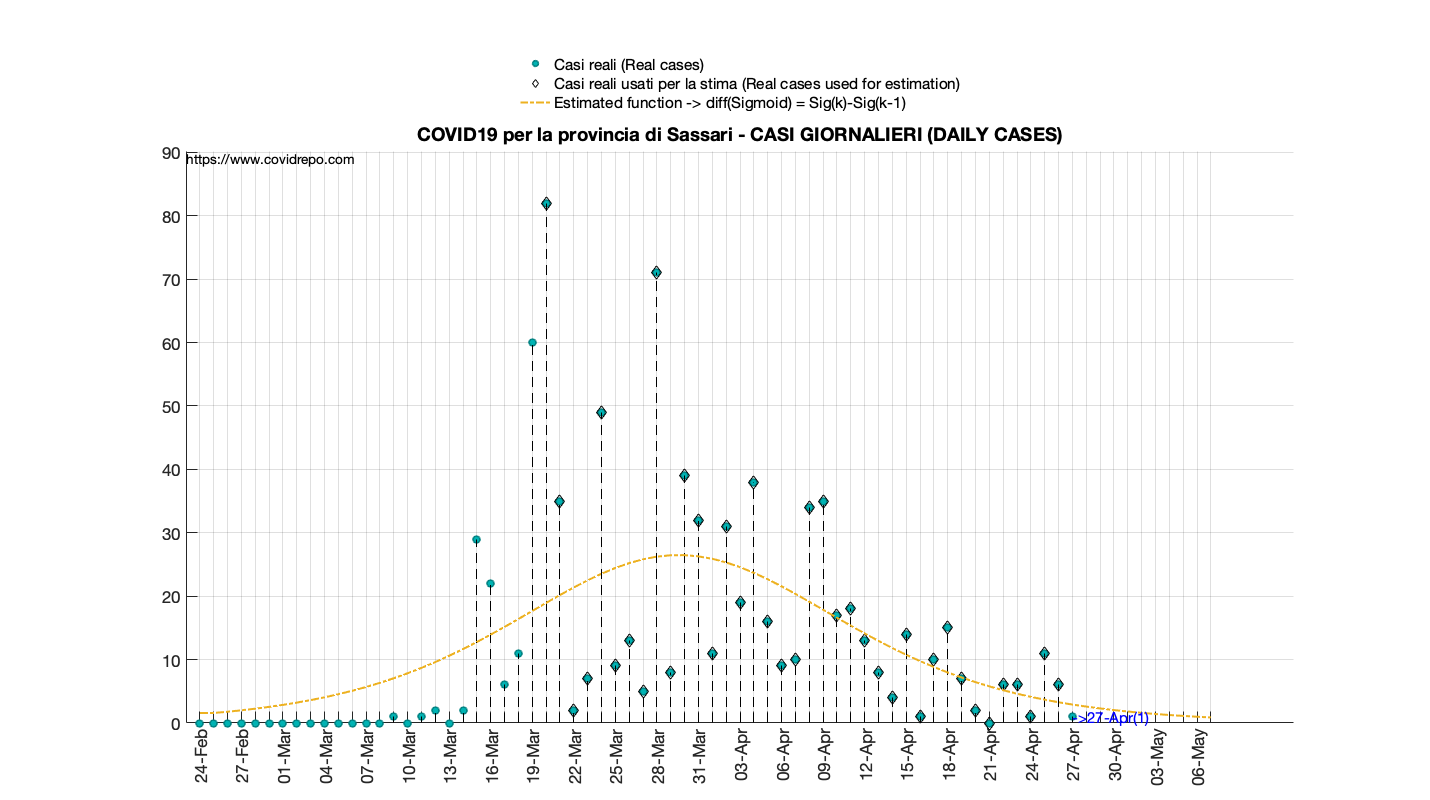 Casi reali (Real cases)
Casi reali usati per la stima (Real cases used for estimation)
Estimated function -> diff(Sigmoid) = Sig(k)-Sig(k-1)
COVID19 per la provincia di Sassari - CASI GIORNALIERI (DAILY CASES)
https://www.covidrepo.com
90
80
70
60
50
40
30
20
10
0
->27-Apr(1)
24-Feb
27-Feb
01-Mar
04-Mar
07-Mar
10-Mar
13-Mar
16-Mar
19-Mar
22-Mar
25-Mar
28-Mar
31-Mar
03-Apr
06-Apr
09-Apr
12-Apr
15-Apr
18-Apr
21-Apr
24-Apr
27-Apr
30-Apr
03-May
06-May